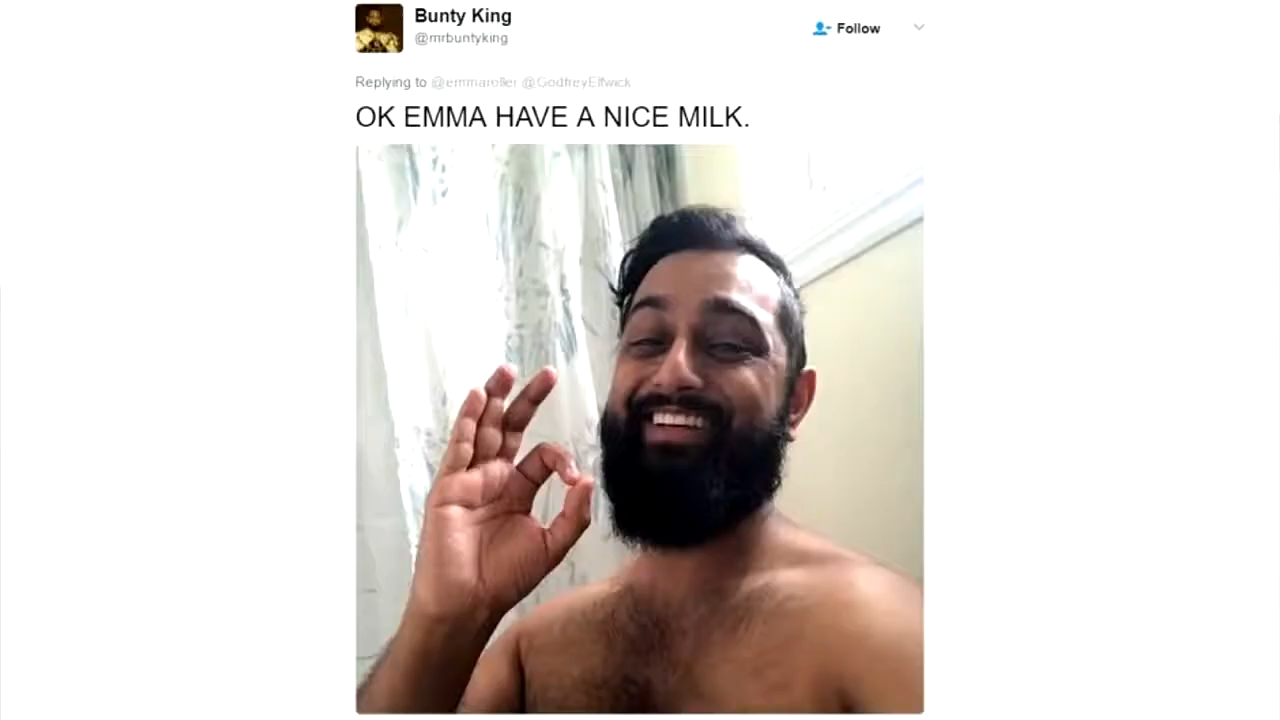 Bunty King
@mrbuntyking
Follow
Replying to @emmaroller @GodfreyElfwick
OK EMMA HAVE A NICE MILK.